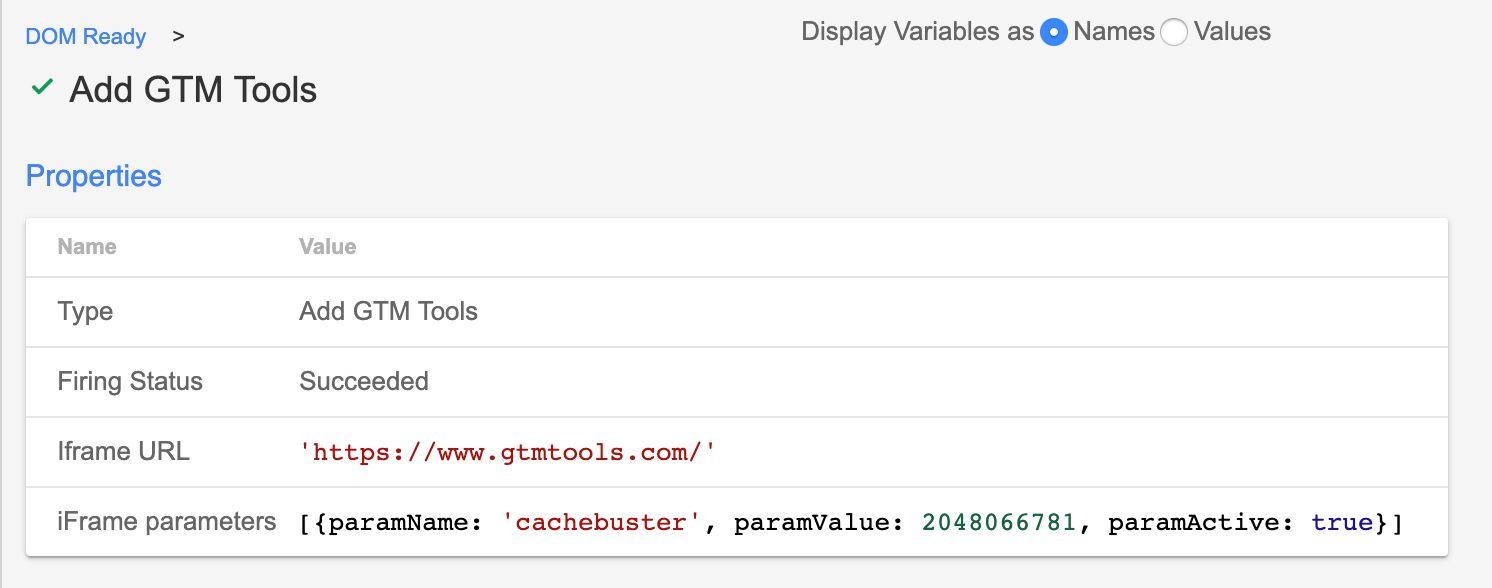 DOM Ready >
Display Variables as Names Values
Add GTM Tools
Properties
Name Value
Type Add GTM Tools
Firing Status Succeeded
Iframe URL 'https://www.gtmtools.com/'
iFrame parameters [{paramName: 'cachebuster', paramValue: 2048066781, paramActive: true}]